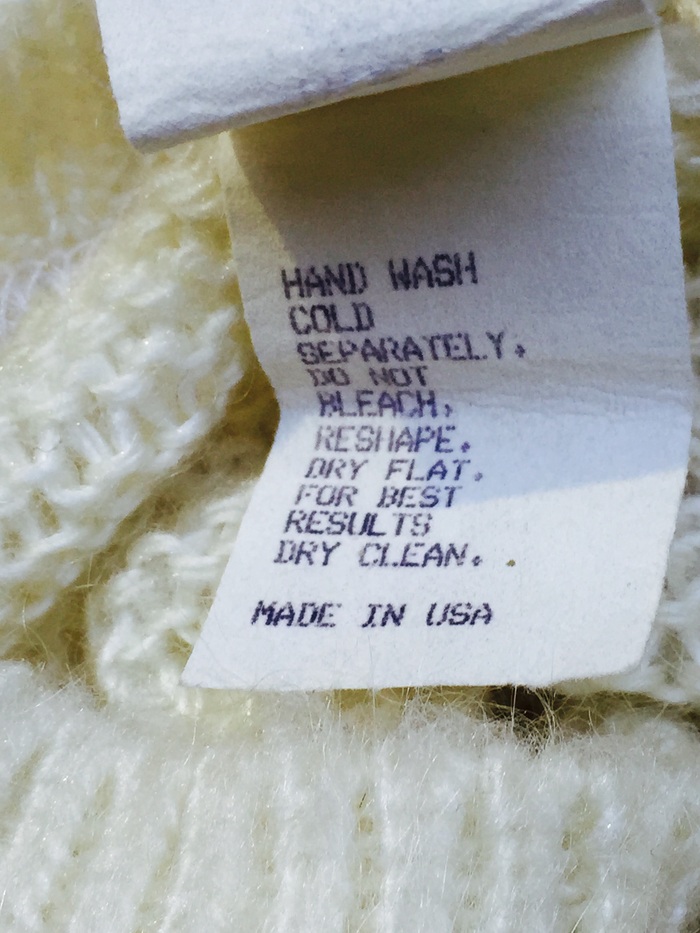 HAND WASH
COLD
SEPARATELY.
DO NOT
BLEACH.
RESHAPE.
DRY FLAT.
FOR BEST
RESULTS
DRY CLEAN.
MADE IN USA